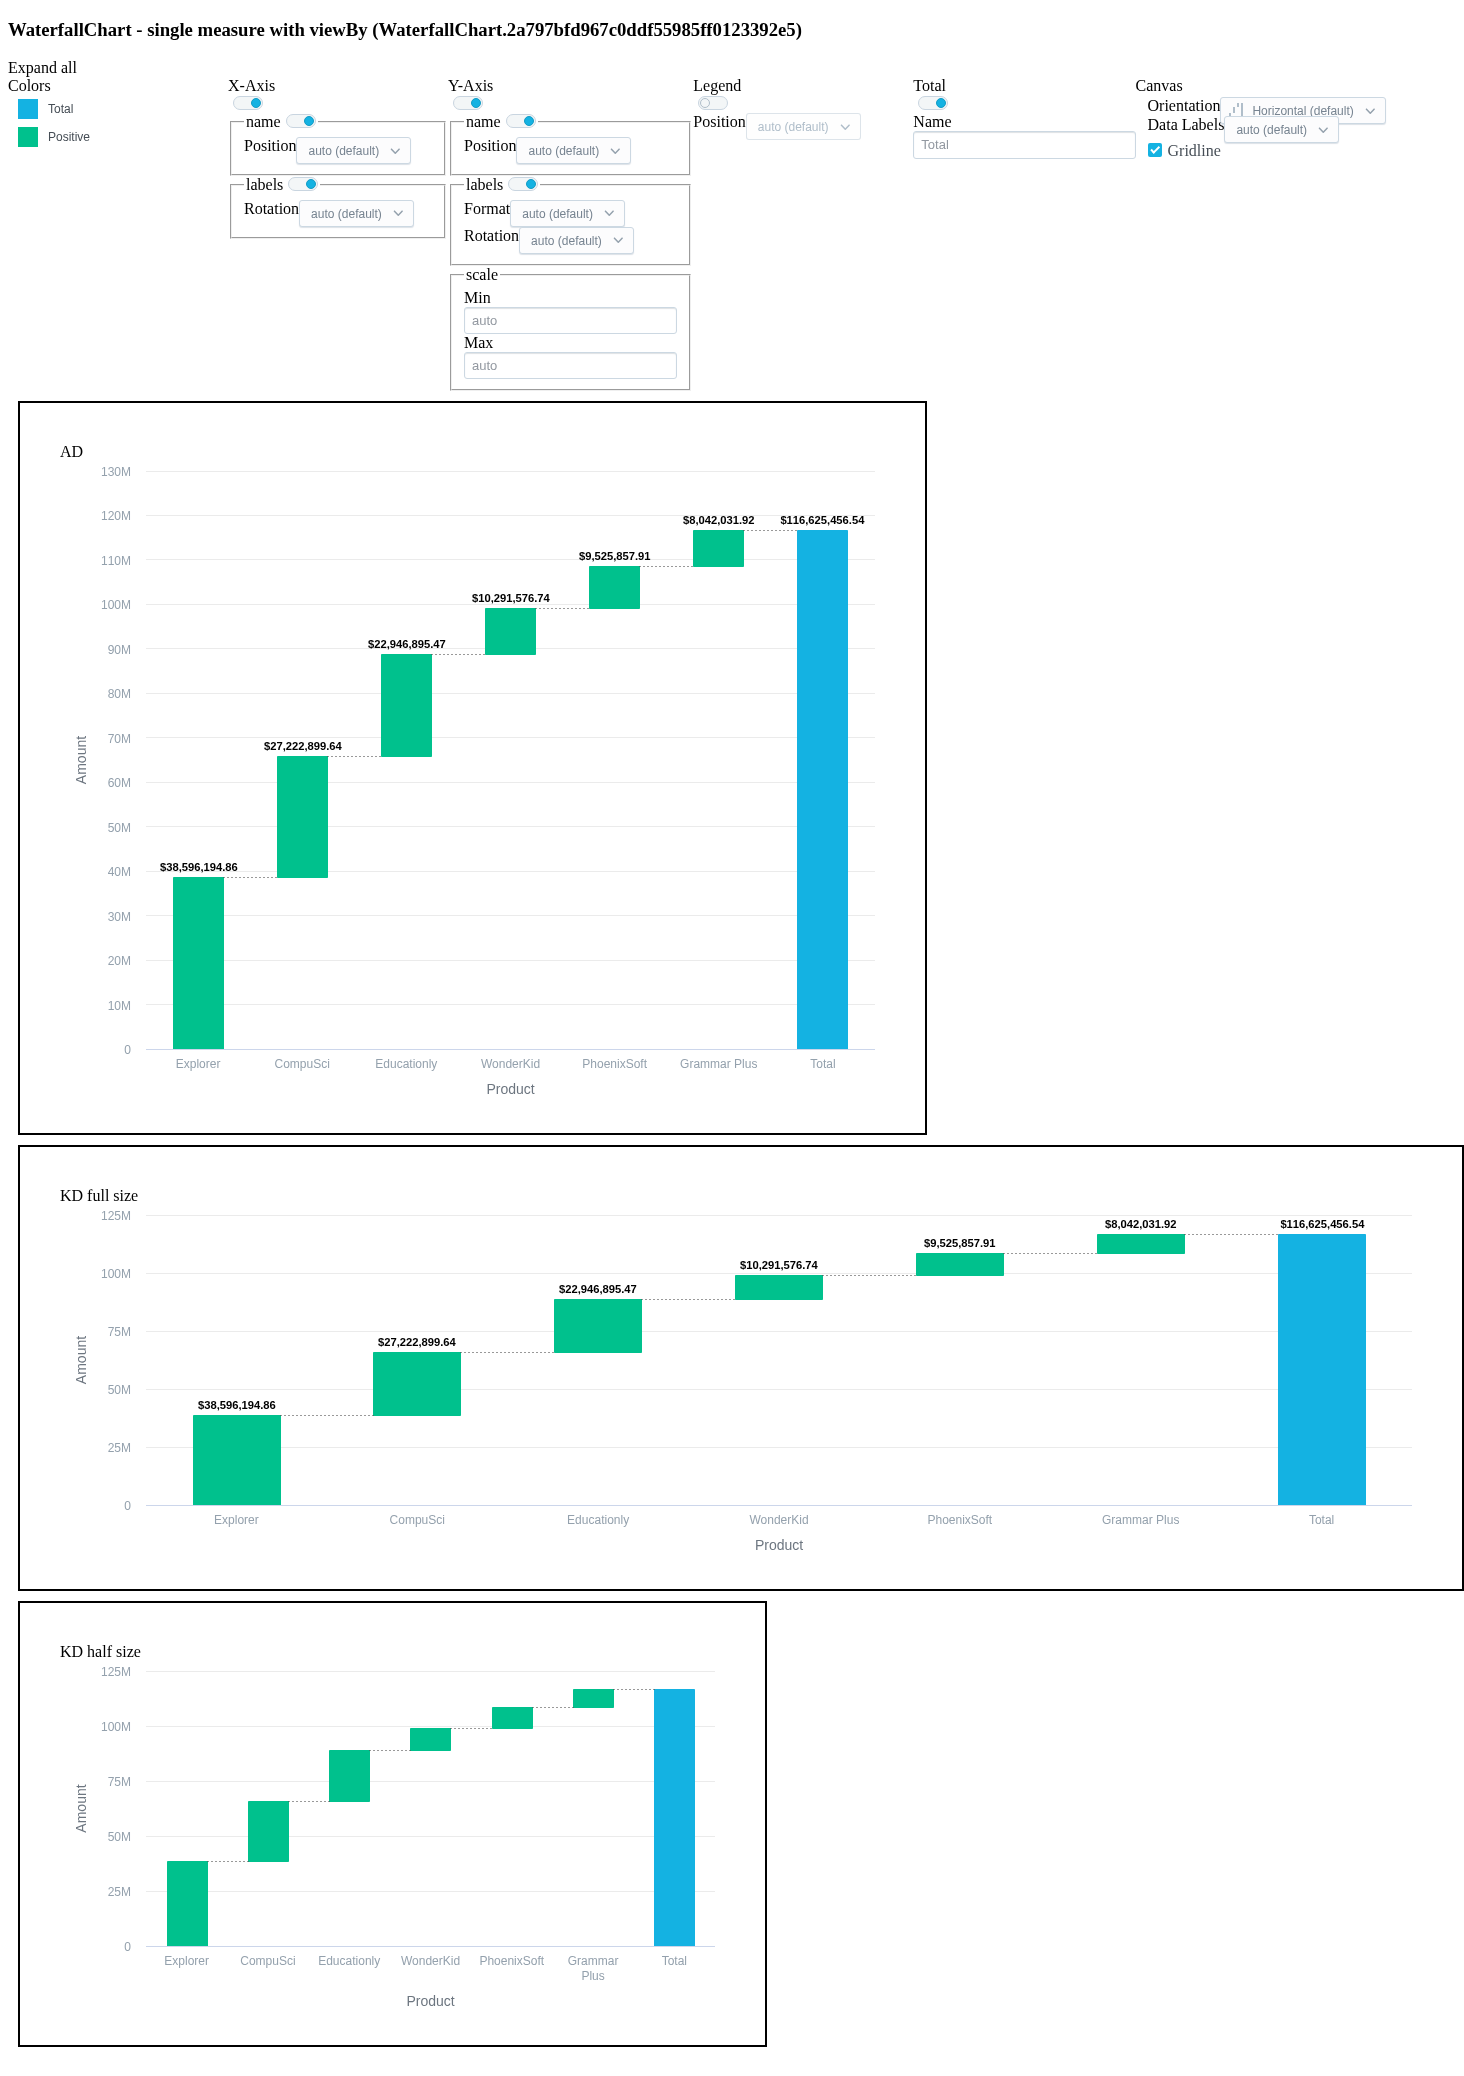 WaterfallChart - single measure with viewBy (WaterfallChart.2a797bfd967c0ddf55985ff0123392e5)
Expand all
Colors
Total
Positive
X-Axis
name
Position auto (default)
labels
Rotation auto (default)
Y-Axis
name
Position auto (default)
labels
Format auto (default)
Rotation auto (default)
scale
Min
auto
Max
auto
Legend
Position auto (default)
Total
Name
Total
Canvas
Orientation Horizontal (default)
Data Labels auto (default)
Gridline
AD
130M
120M
110M
100M
90M
80M
70M
60M
50M
40M
30M
20M
10M
0
Amount
$38,596,194.86
$27,222,899.64
$22,946,895.47
$10,291,576.74
$9,525,857.91
$8,042,031.92
$116,625,456.54
Explorer CompuSci Educationly WonderKid PhoenixSoft Grammar Plus Total
Product
KD full size
125M
100M
75M
50M
25M
0
Amount
$38,596,194.86
$27,222,899.64
$22,946,895.47
$10,291,576.74
$9,525,857.91
$8,042,031.92
$116,625,456.54
Explorer CompuSci Educationly WonderKid PhoenixSoft Grammar Plus Total
Product
KD half size
125M
100M
75M
50M
25M
0
Amount
Explorer CompuSci Educationly WonderKid PhoenixSoft Grammar Total
Plus
Product